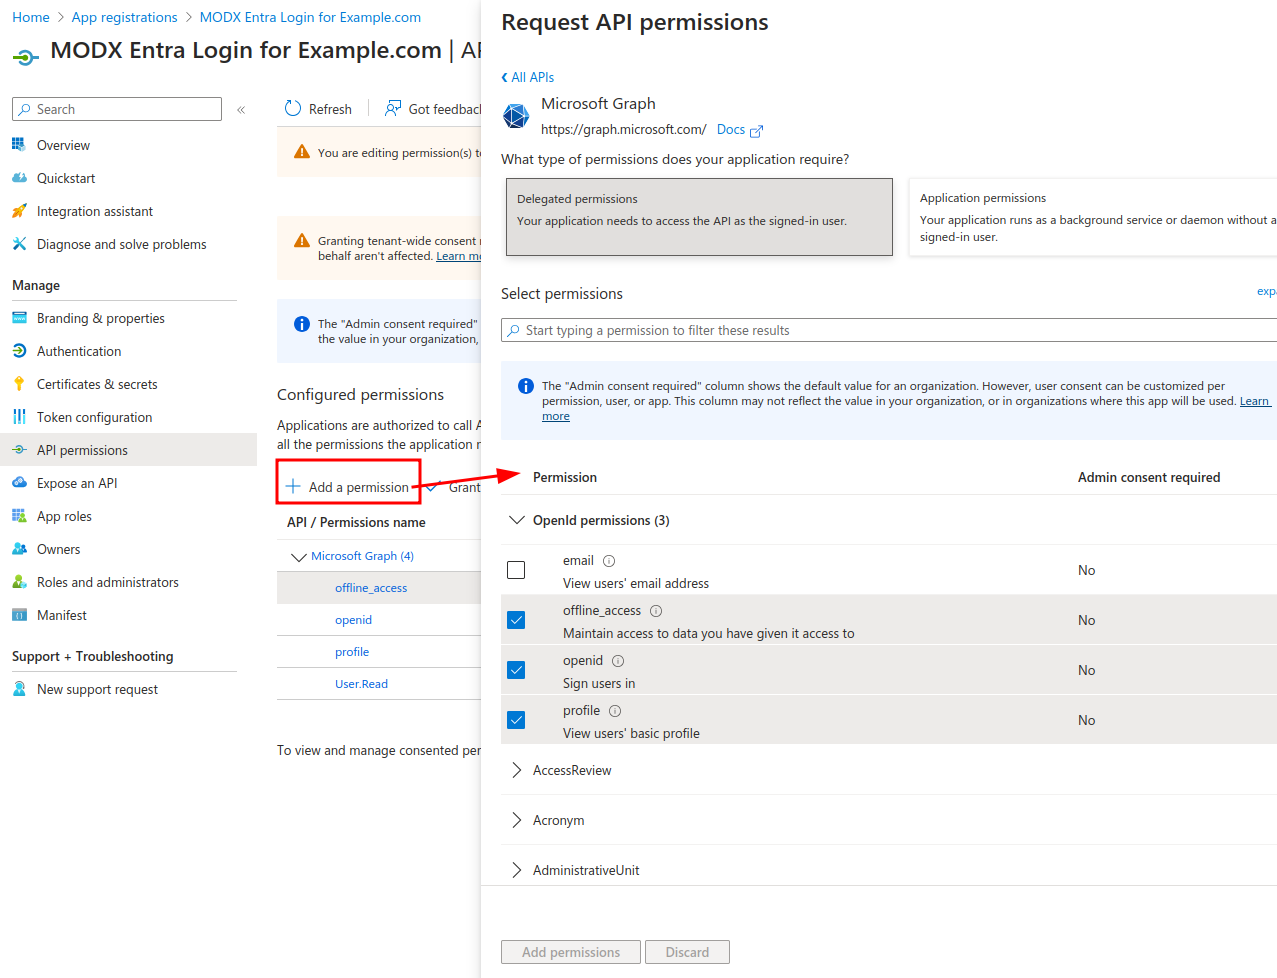 Home > App registrations > MODX Entra Login for Example.com
MODX Entra Login for Example.com | AP
Search
«
Overview
Quickstart
Integration assistant
Diagnose and solve problems
Manage
Branding & properties
Authentication
Certificates & secrets
Token configuration
API permissions
Expose an API
App roles
Owners
Roles and administrators
Manifest
Support + Troubleshooting
New support request
Refresh
Got feedback
You are editing permission(s) to
Granting tenant-wide consent
behalf aren't affected. Learn mo
The "Admin consent required"
the value in your organization,
Configured permissions
Applications are authorized to call A
all the permissions the application
Add a permission
Grant
API / Permissions name
Microsoft Graph (4)
offline_access
openid
profile
User.Read
To view and manage consented per
Request API permissions
All APIs
Microsoft Graph
https://graph.microsoft.com/ Docs
What type of permissions does your application require?
Delegated permissions
Your application needs to access the API as the signed-in user.
Application permissions
Your application runs as a background service or daemon without a
signed-in user.
Select permissions
expa
Start typing a permission to filter these results
The "Admin consent required" column shows the default value for an organization. However, user consent can be customized per
permission, user, or app. This column may not reflect the value in your organization, or in organizations where this app will be used. Learn
more
Permission
Admin consent required
OpenId permissions (3)
email
View users' email address
No
offline_access
Maintain access to data you have given it access to
No
openid
Sign users in
No
profile
View users' basic profile
No
AccessReview
Acronym
AdministrativeUnit
Add permissions
Discard